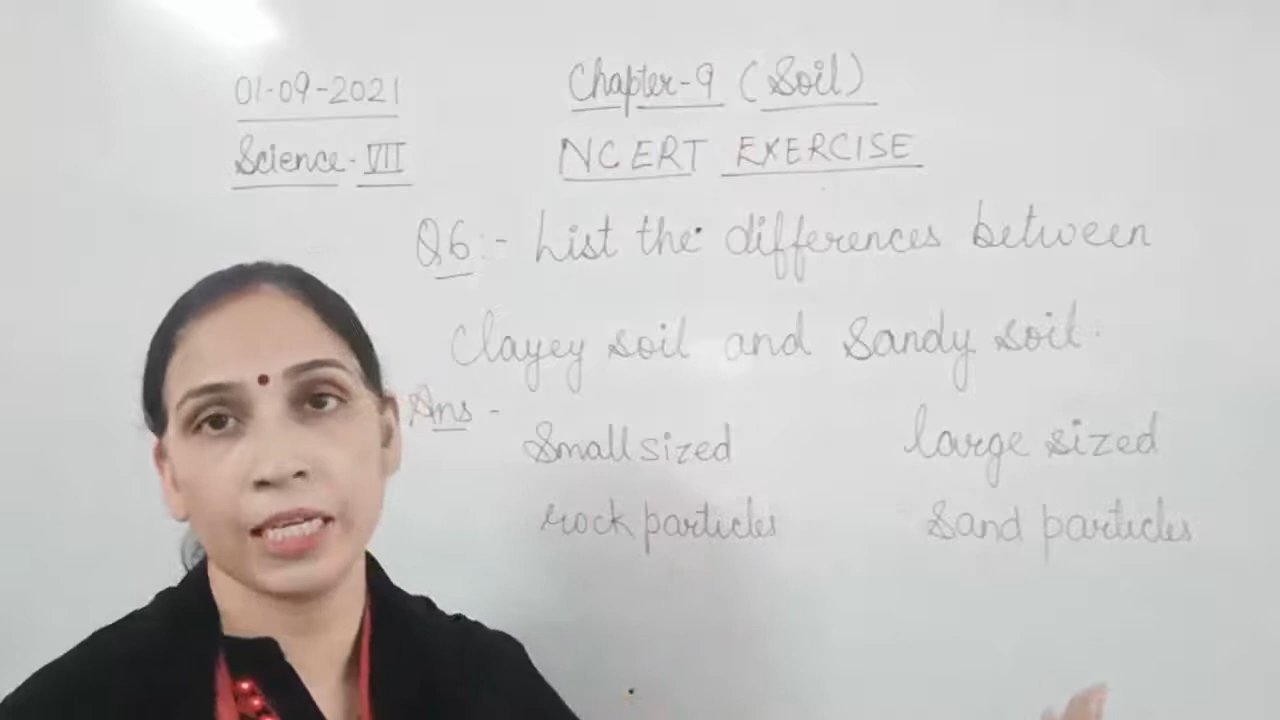 01-09-2021
Chapter-9 (Soil)
Science-VII
NCERT EXERCISE
Q6:- List the differences between
Clayey soil and Sandy soil.
Ans -
Small sized
large sized
rock particles
Sand particles